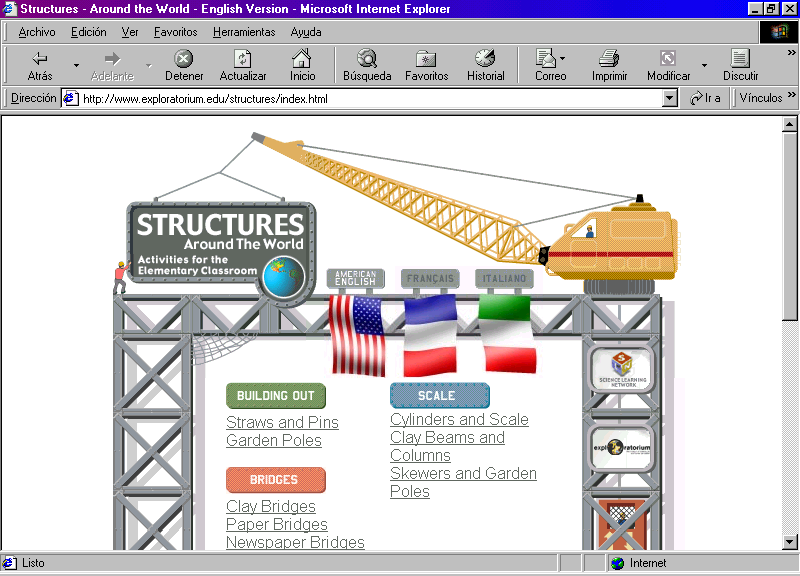 Structures - Around the World - English Version - Microsoft Internet Explorer
Archivo Edición Ver Favoritos Herramientas Ayuda
Atrás Adelante Detener Actualizar Inicio Búsqueda Favoritos Historial Correo Imprimir Modificar Discutir »
Dirección http://www.exploratorium.edu/structures/index.html Ir a Vínculos »
STRUCTURES
Around The World
Activities for the
Elementary Classroom
AMERICAN
ENGLISH
FRANÇAIS
ITALIANO
SCIENCE LEARNING
NETWORK
exploratorium
BUILDING OUT
Straws and Pins
Garden Poles
BRIDGES
Clay Bridges
Paper Bridges
Newspaper Bridges
SCALE
Cylinders and Scale
Clay Beams and
Columns
Skewers and Garden
Poles
Listo
Internet